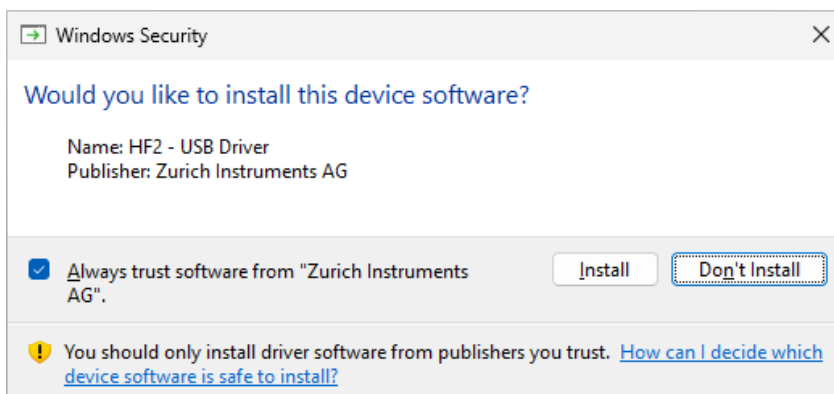 Windows Security
Would you like to install this device software?
Name: HF2 - USB Driver
Publisher: Zurich Instruments AG
Always trust software from "Zurich Instruments
AG".
Install
Don't Install
You should only install driver software from publishers you trust. How can I decide which
device software is safe to install?